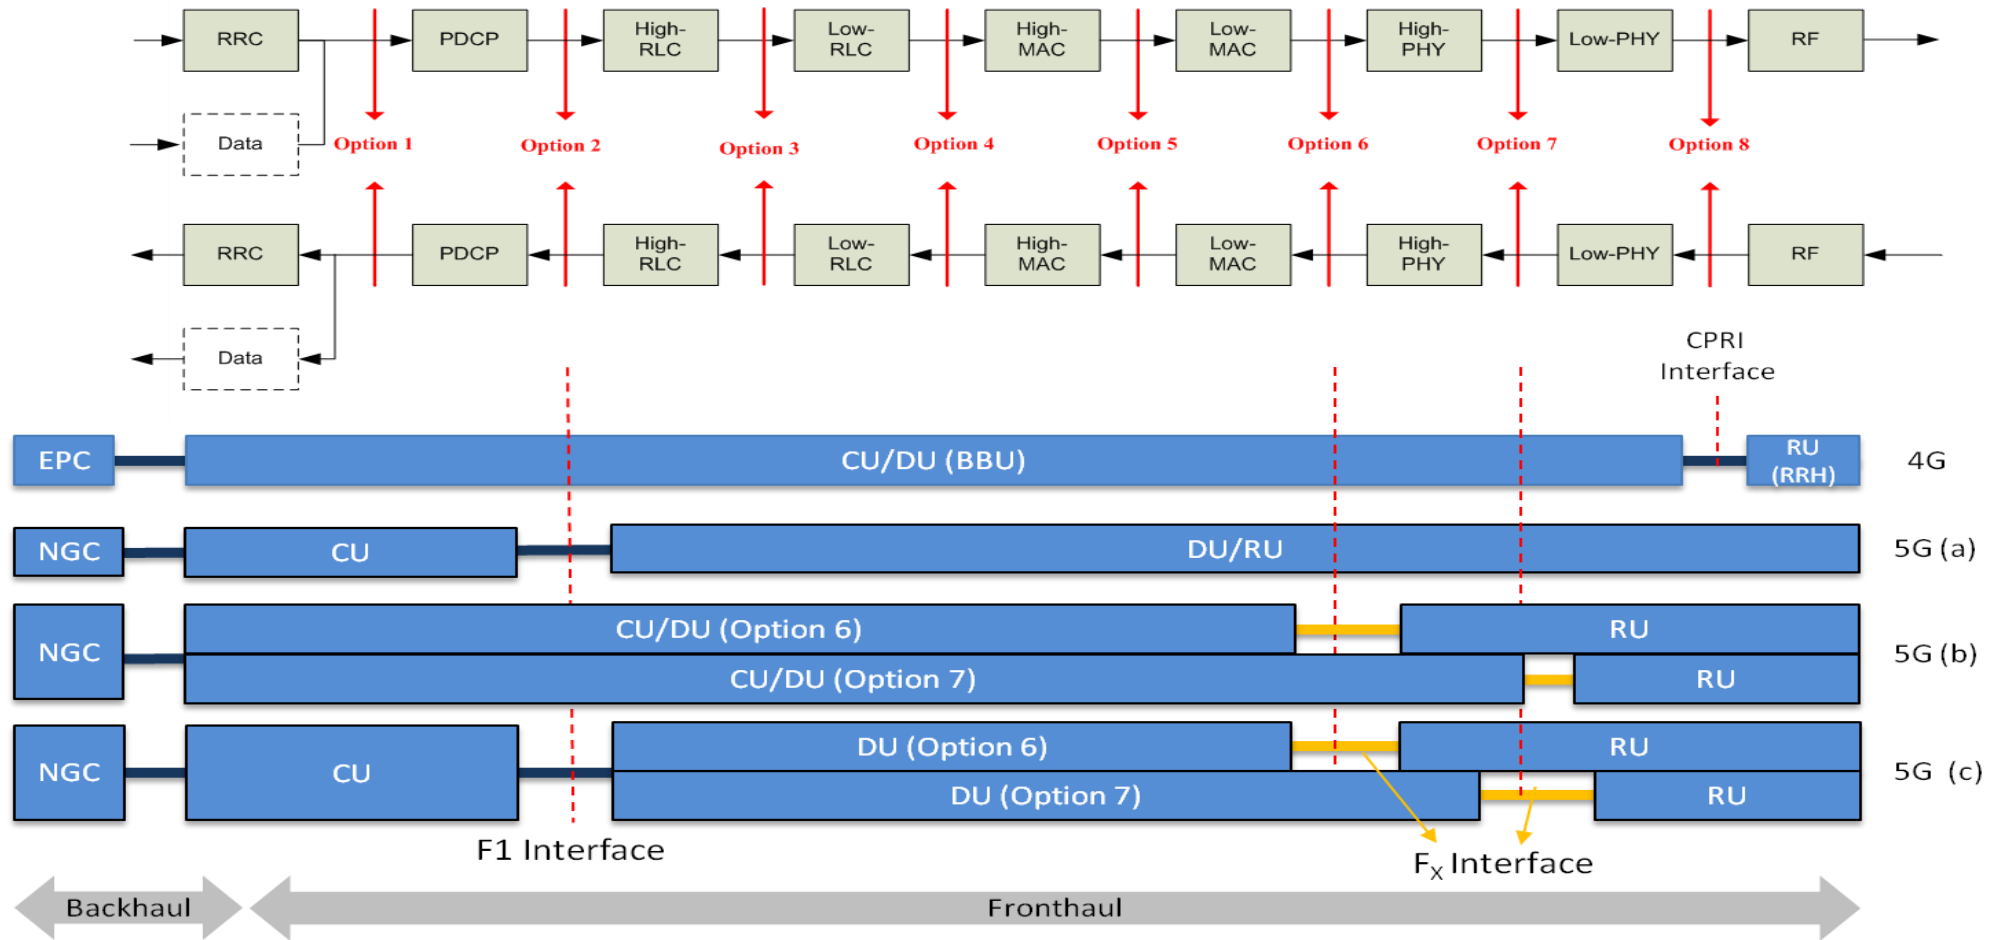 RRC
PDCP
High-
RLC
Low-
RLC
High-
MAC
Low-
MAC
High-
PHY
Low-PHY
RF
Data
Option 1
Option 2
Option 3
Option 4
Option 5
Option 6
Option 7
Option 8
RRC
PDCP
High-
RLC
Low-
RLC
High-
MAC
Low-
MAC
High-
PHY
Low-PHY
RF
Data
CPRI
Interface
EPC
CU/DU (BBU)
RU
(RRH)
4G
NGC
CU
DU/RU
5G (a)
NGC
CU/DU (Option 6)
RU
CU/DU (Option 7)
RU
5G (b)
NGC
CU
DU (Option 6)
RU
DU (Option 7)
RU
5G (c)
F1 Interface
FX Interface
Backhaul
Fronthaul